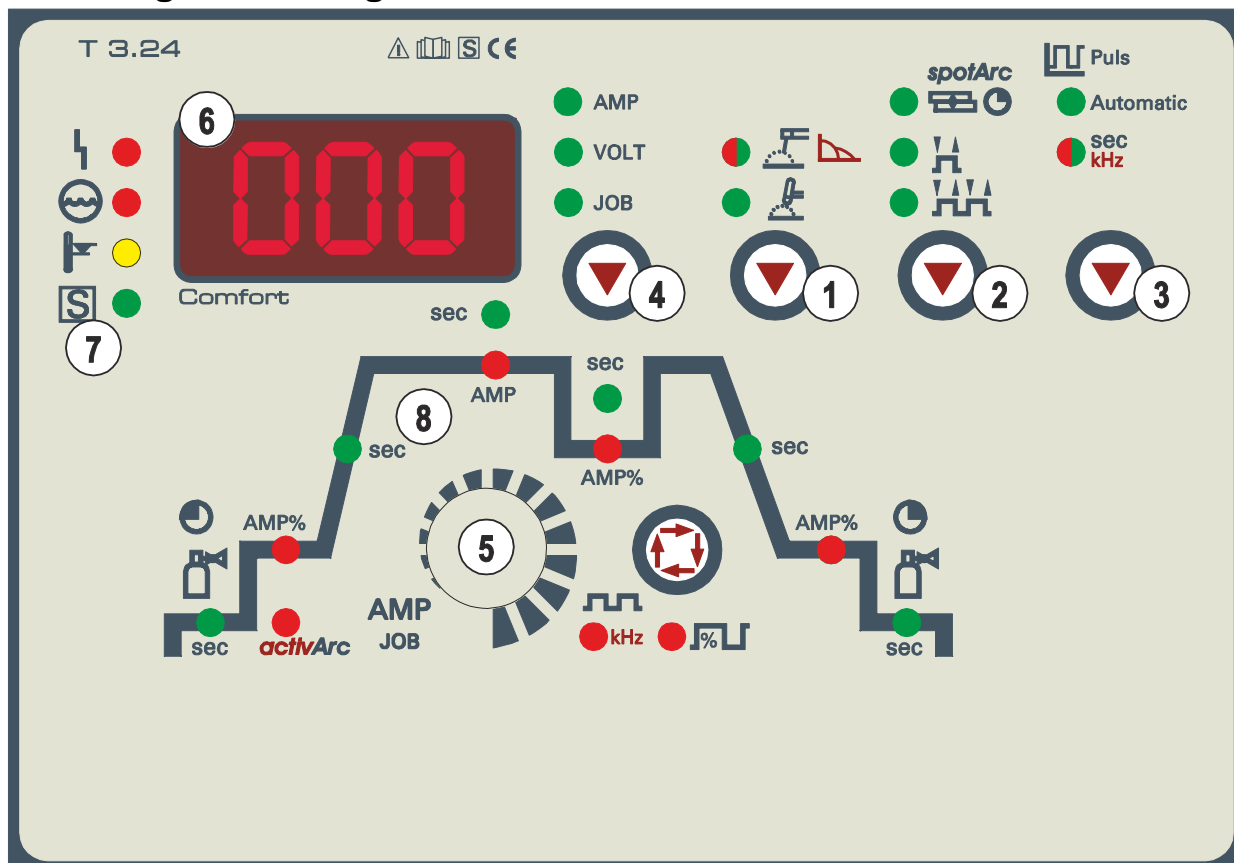 T 3.24
S CE
spotArc
Puls
6
000
AMP
Automatic
VOLT
sec
kHz
JOB
S
7
Comfort
4
1
2
3
sec
sec
AMP
8
sec
sec
AMP%
AMP%
5
AMP%
AMP
JOB
sec
activArc
kHz
%
sec